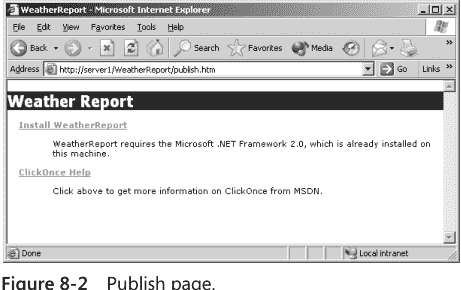 WeatherReport - Microsoft Internet Explorer
File Edit View Favorites Tools Help
Back Search Favorites Media »
Address http://server1/WeatherReport/publish.htm Go Links »
Weather Report
Install WeatherReport
WeatherReport requires the Microsoft .NET Framework 2.0, which is already installed on
this machine.
ClickOnce Help
Click above to get more information on ClickOnce from MSDN.
Done Local intranet
Figure 8-2 Publish page.